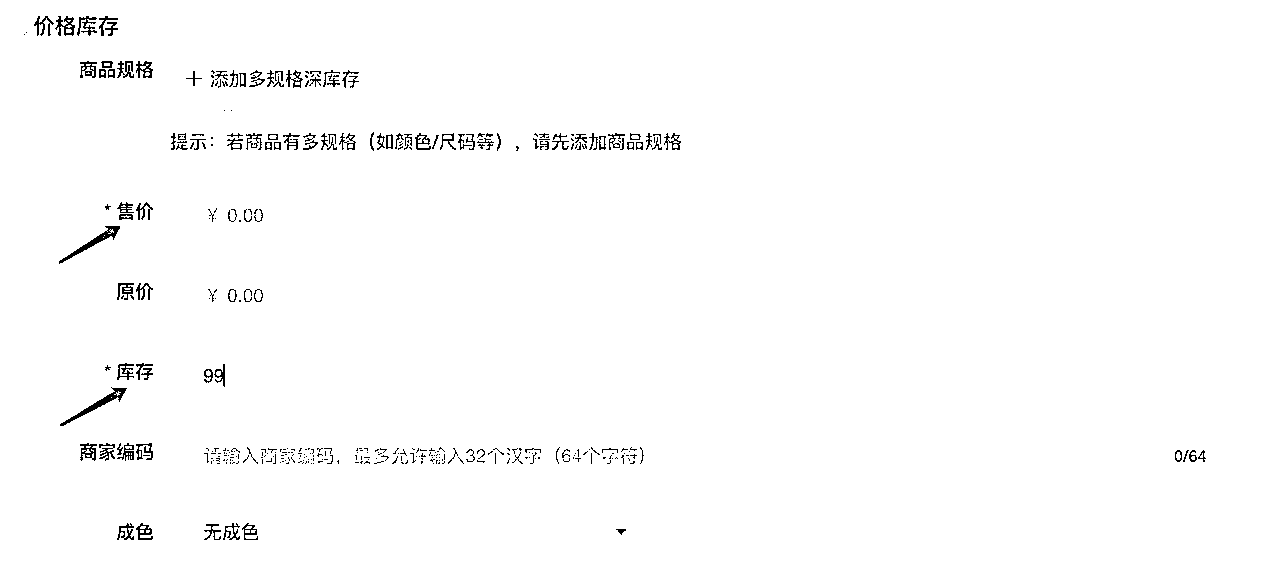 价格库存
商品规格 ＋ 添加多规格深库存
提示：若商品有多规格（如颜色/尺码等），请先添加商品规格
* 售价 ¥ 0.00
原价 ¥ 0.00
* 库存 99
商家编码 请输入商家编码，最多允许输入32个汉字（64个字符） 0/64
成色 无成色